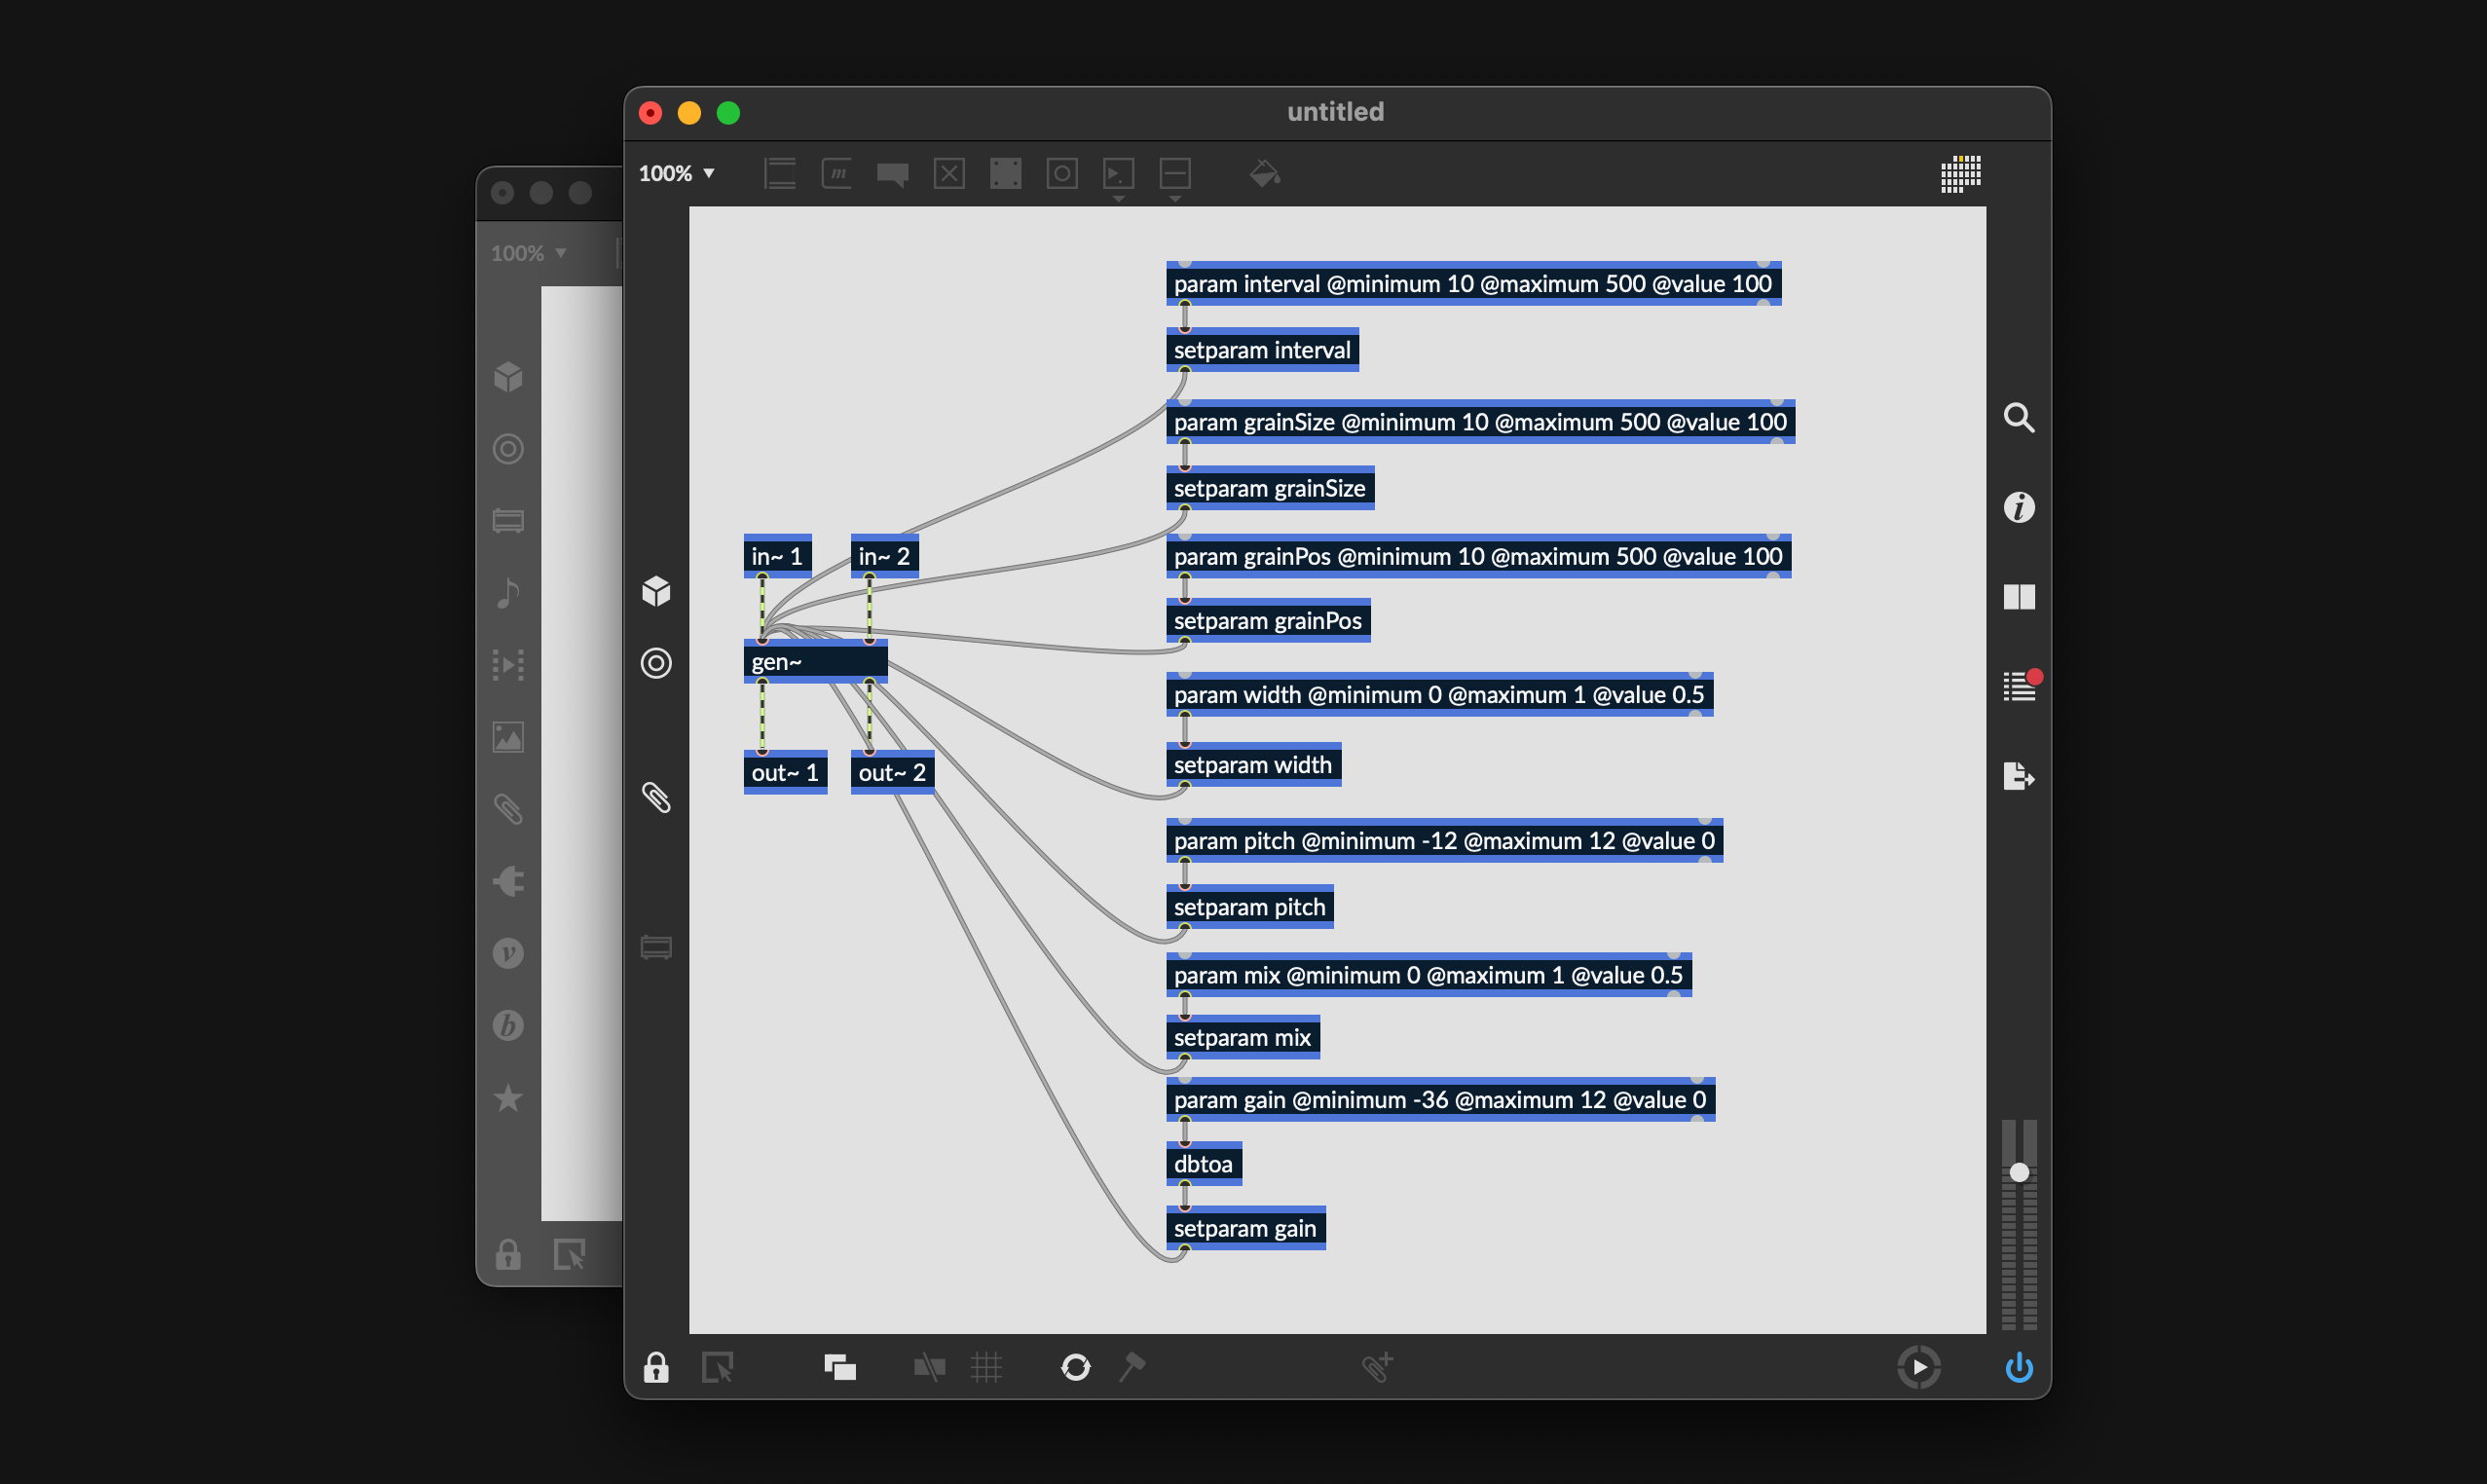 untitled
100%
100%
param interval @minimum 10 @maximum 500 @value 100
setparam interval
param grainSize @minimum 10 @maximum 500 @value 100
setparam grainSize
in~ 1
in~ 2
param grainPos @minimum 10 @maximum 500 @value 100
setparam grainPos
gen~
param width @minimum 0 @maximum 1 @value 0.5
setparam width
out~ 1
out~ 2
param pitch @minimum -12 @maximum 12 @value 0
setparam pitch
param mix @minimum 0 @maximum 1 @value 0.5
setparam mix
param gain @minimum -36 @maximum 12 @value 0
dbtoa
setparam gain